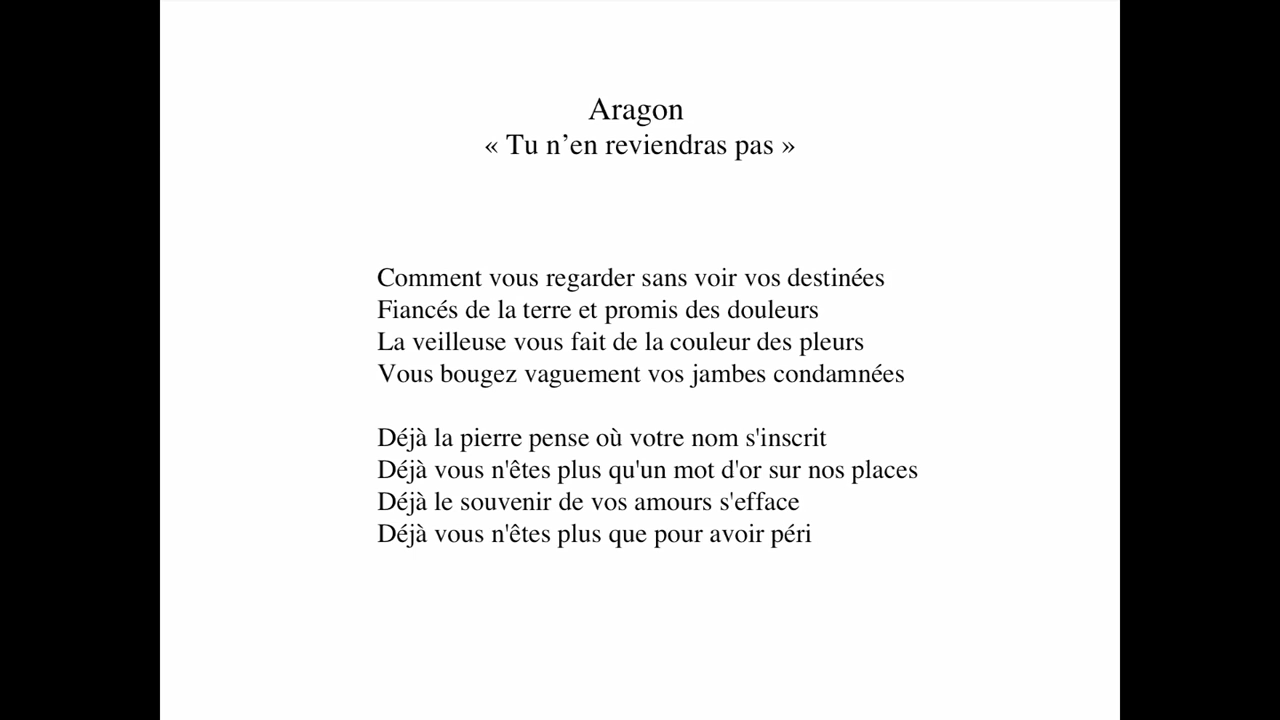 Aragon
« Tu n’en reviendras pas »
Comment vous regarder sans voir vos destinées
Fiancés de la terre et promis des douleurs
La veilleuse vous fait de la couleur des pleurs
Vous bougez vaguement vos jambes condamnées
Déjà la pierre pense où votre nom s'inscrit
Déjà vous n'êtes plus qu'un mot d'or sur nos places
Déjà le souvenir de vos amours s'efface
Déjà vous n'êtes plus que pour avoir péri